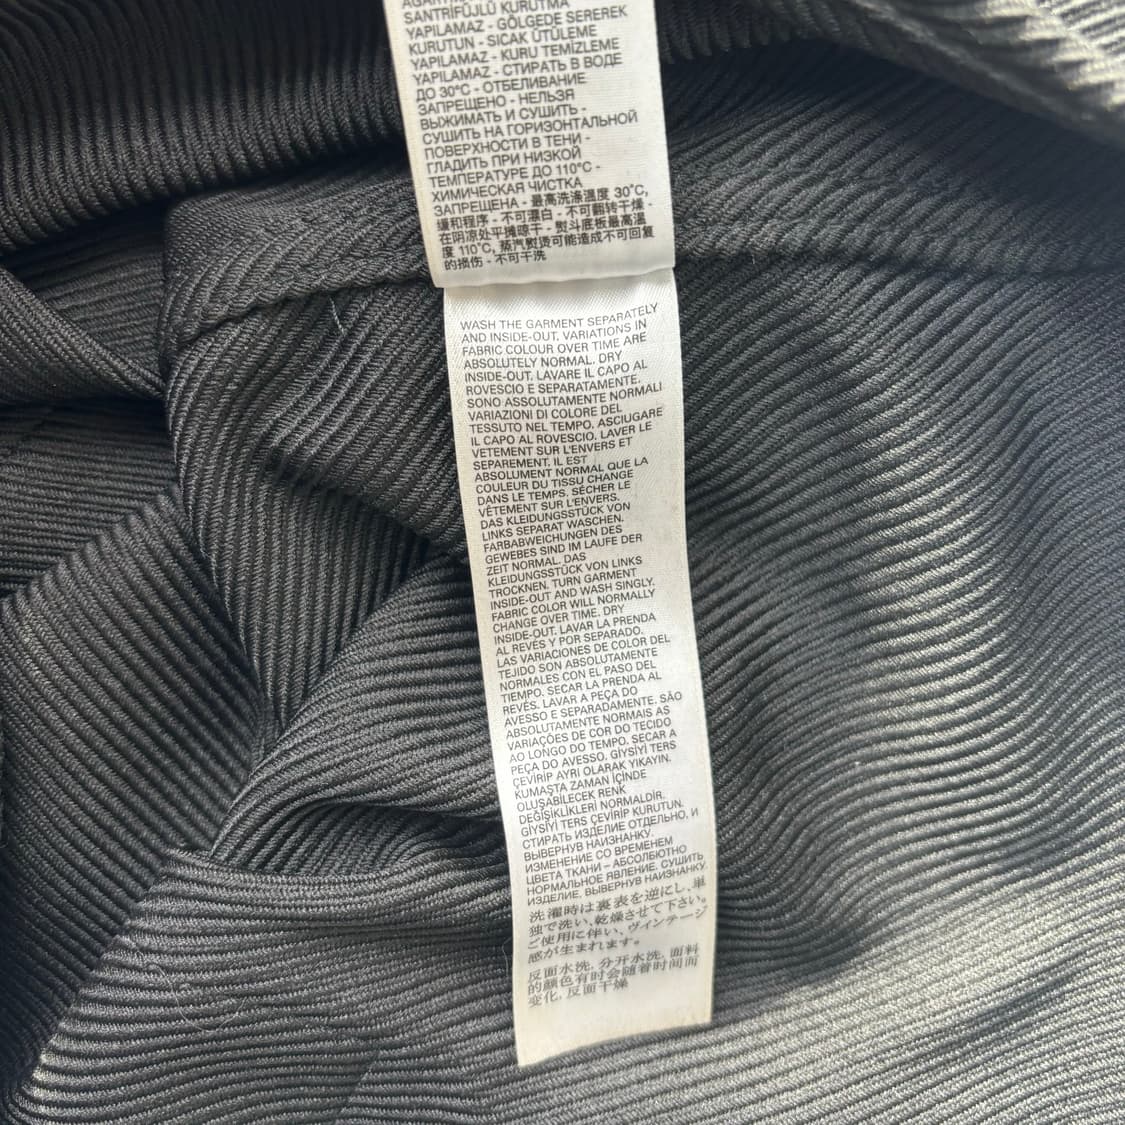 SANTRİFÜJLÜ KURUTMA
YAPILAMAZ - GÖLGEDE SEREREK
KURUTUN - SICAK ÜTÜLEME
YAPILAMAZ - KURU TEMİZLEME
YAPILAMAZ - СТИРАТЬ В ВОДЕ
ДО 30°C - ОТБЕЛИВАНИЕ
ЗАПРЕЩЕНО - НЕЛЬЗЯ
ВЫЖИМАТЬ И СУШИТЬ -
СУШИТЬ НА ГОРИЗОНТАЛЬНОЙ
ПОВЕРХНОСТИ В ТЕНИ -
ГЛАДИТЬ ПРИ НИЗКОЙ
ТЕМПЕРАТУРЕ ДО 110°C -
ХИМИЧЕСКАЯ ЧИСТКА
ЗАПРЕЩЕНА - 最高洗涤温度 30°C,
缓和程序 - 不可漂白 - 不可翻转干燥 -
在阴凉处平摊晾干 - 熨斗底板最高温
度 110°C, 蒸汽熨烫可能造成不可回复
的损伤 - 不可干洗
WASH THE GARMENT SEPARATELY
AND INSIDE-OUT. VARIATIONS IN
FABRIC COLOUR OVER TIME ARE
ABSOLUTELY NORMAL. DRY
INSIDE-OUT. LAVARE IL CAPO AL
ROVESCIO E SEPARATAMENTE.
SONO ASSOLUTAMENTE NORMALI
VARIAZIONI DI COLORE DEL
TESSUTO NEL TEMPO. ASCIUGARE
IL CAPO AL ROVESCIO. LAVER LE
VETEMENT SUR L'ENVERS ET
SEPAREMENT. IL EST
ABSOLUMENT NORMAL QUE LA
COULEUR DU TISSU CHANGE
DANS LE TEMPS. SÉCHER LE
VÊTEMENT SUR L'ENVERS.
DAS KLEIDUNGSSTÜCK VON
LINKS SEPARAT WASCHEN.
FARBABWEICHUNGEN DES
GEWEBES SIND IM LAUFE DER
ZEIT NORMAL. DAS
KLEIDUNGSSTÜCK VON LINKS
TROCKNEN. TURN GARMENT
INSIDE-OUT AND WASH SINGLY.
FABRIC COLOR WILL NORMALLY
CHANGE OVER TIME. DRY
INSIDE-OUT. LAVAR LA PRENDA
AL REVÉS Y POR SEPARADO.
LAS VARIACIONES DE COLOR DEL
TEJIDO SON ABSOLUTAMENTE
NORMALES CON EL PASO DEL
TIEMPO. SECAR LA PRENDA AL
REVÉS. LAVAR A PEÇA DO
AVESSO E SEPARADAMENTE. SÃO
ABSOLUTAMENTE NORMAIS AS
VARIAÇÕES DE COR DO TECIDO
AO LONGO DO TEMPO. SECAR A
PEÇA DO AVESSO. GİYSİYİ TERS
ÇEVİRİP AYRI OLARAK YIKAYIN.
KUMAŞTA ZAMAN İÇİNDE
OLUŞABİLECEK RENK
DEĞİŞİKLİKLERİ NORMALDİR.
GİYSİYİ TERS ÇEVİRİP KURUTUN.
СТИРАТЬ ИЗДЕЛИЕ ОТДЕЛЬНО, И
ВЫВЕРНУВ НАИЗНАНКУ.
ИЗМЕНЕНИЕ СО ВРЕМЕНЕМ
ЦВЕТА ТКАНИ – АБСОЛЮТНО
НОРМАЛЬНОЕ ЯВЛЕНИЕ. СУШИТЬ
ИЗДЕЛИЕ, ВЫВЕРНУВ НАИЗНАНКУ.
洗濯時は裏表を逆にし、単
独で洗い、乾燥させて下さい。
ご使用に伴い、ヴィンテージ
感が生まれます。
反面水洗, 分开水洗, 面料
的颜色有时会随着时间而
变化, 反面干燥